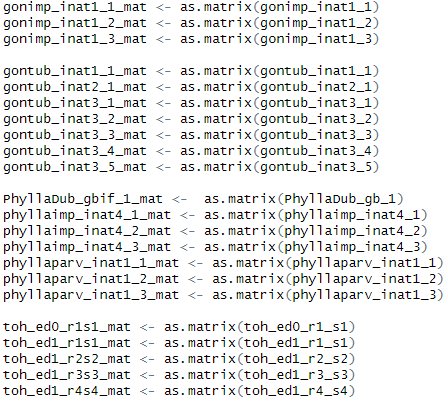 gonimp_inat1_1_mat <- as.matrix(gonimp_inat1_1)
gonimp_inat1_2_mat <- as.matrix(gonimp_inat1_2)
gonimp_inat1_3_mat <- as.matrix(gonimp_inat1_3)
gontub_inat1_1_mat <- as.matrix(gontub_inat1_1)
gontub_inat2_1_mat <- as.matrix(gontub_inat2_1)
gontub_inat3_1_mat <- as.matrix(gontub_inat3_1)
gontub_inat3_2_mat <- as.matrix(gontub_inat3_2)
gontub_inat3_3_mat <- as.matrix(gontub_inat3_3)
gontub_inat3_4_mat <- as.matrix(gontub_inat3_4)
gontub_inat3_5_mat <- as.matrix(gontub_inat3_5)
PhyllaDub_gbif_1_mat <-  as.matrix(PhyllaDub_gb_1)
phyllaimp_inat4_1_mat <- as.matrix(phyllaimp_inat4_1)
phyllaimp_inat4_2_mat <- as.matrix(phyllaimp_inat4_2)
phyllaimp_inat4_3_mat <- as.matrix(phyllaimp_inat4_3)
phyllaparv_inat1_1_mat <- as.matrix(phyllaparv_inat1_1)
phyllaparv_inat1_2_mat <- as.matrix(phyllaparv_inat1_2)
phyllaparv_inat1_3_mat <- as.matrix(phyllaparv_inat1_3)
toh_ed0_r1s1_mat <- as.matrix(toh_ed0_r1_s1)
toh_ed1_r1s1_mat <- as.matrix(toh_ed1_r1_s1)
toh_ed1_r2s2_mat <- as.matrix(toh_ed1_r2_s2)
toh_ed1_r3s3_mat <- as.matrix(toh_ed1_r3_s3)
toh_ed1_r4s4_mat <- as.matrix(toh_ed1_r4_s4)